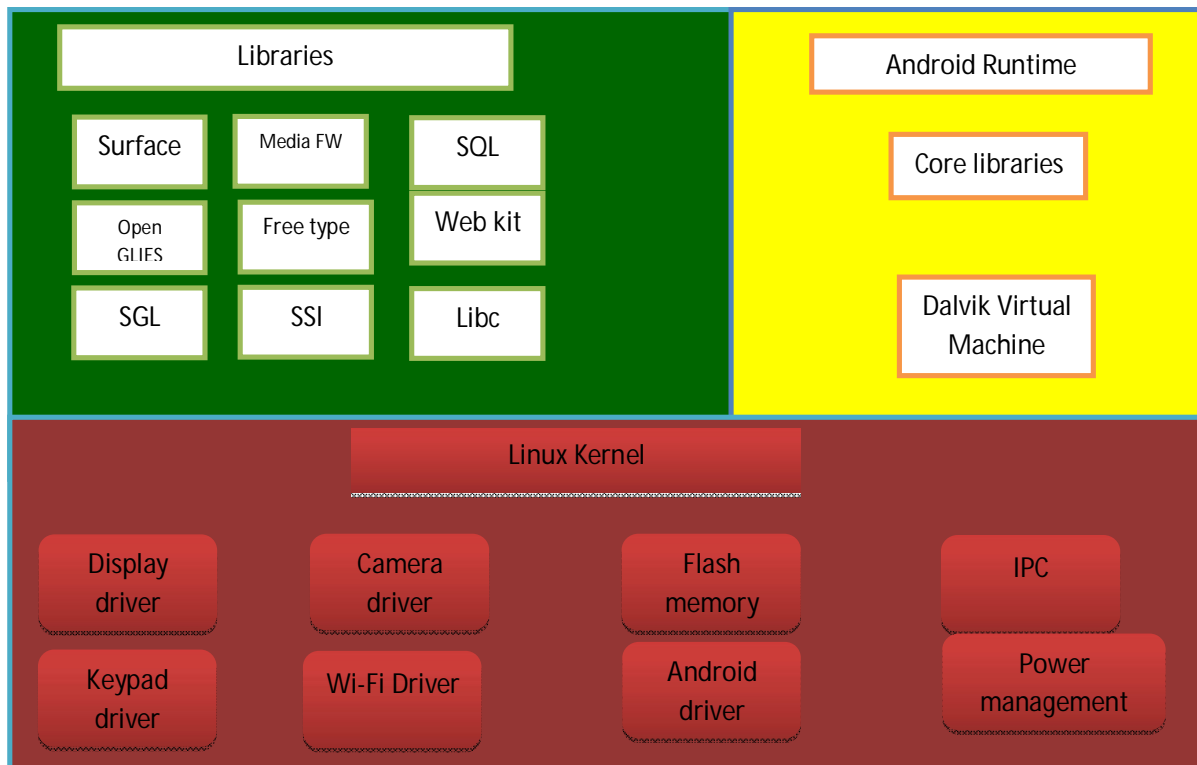 Libraries
Android Runtime
Surface
Media FW
SQL
Core libraries
Open
GLIES
Free type
Web kit
SGL
SSI
Libc
Dalvik Virtual
Machine
Linux Kernel
Display
driver
Camera
driver
Flash
memory
IPC
Keypad
driver
Wi-Fi Driver
Android
driver
Power
management